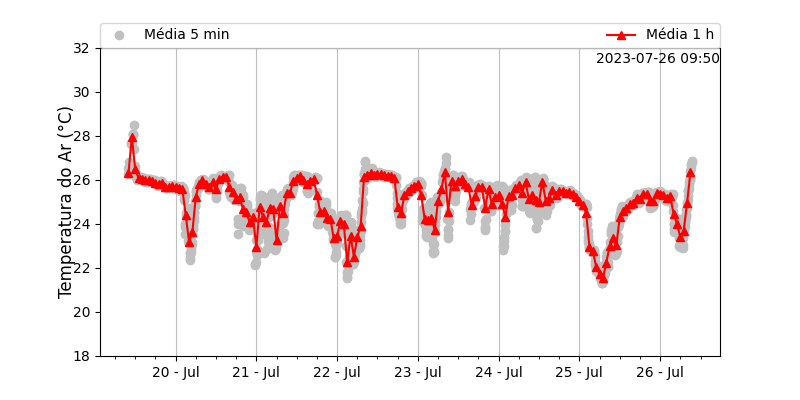 Média 5 min
Média 1 h
2023-07-26 09:50
Temperatura do Ar (°C)
32
30
28
26
24
22
20
18
20 - Jul
21 - Jul
22 - Jul
23 - Jul
24 - Jul
25 - Jul
26 - Jul